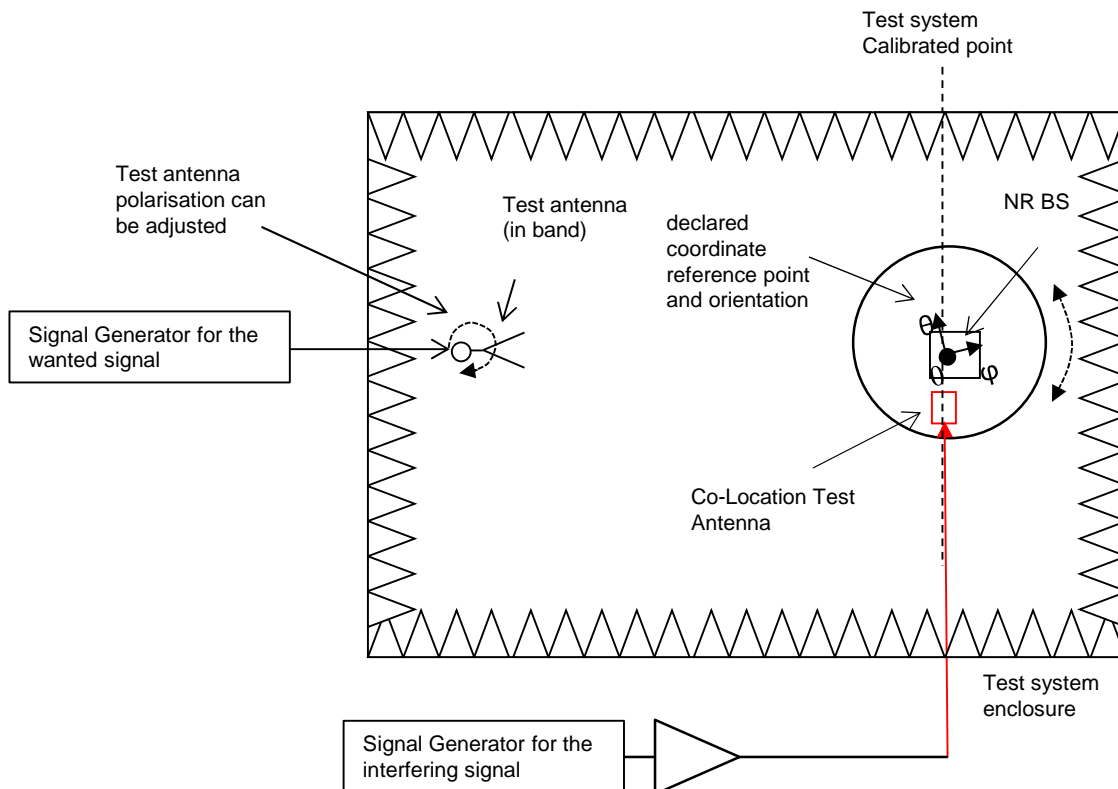 Test system
Calibrated point
Test antenna
polarisation can
be adjusted
Test antenna
(in band)
declared
coordinate
reference point
and orientation
NR BS
Signal Generator for the
wanted signal
θ
0
φ
Co-Location Test
Antenna
Test system
enclosure
Signal Generator for the
interfering signal